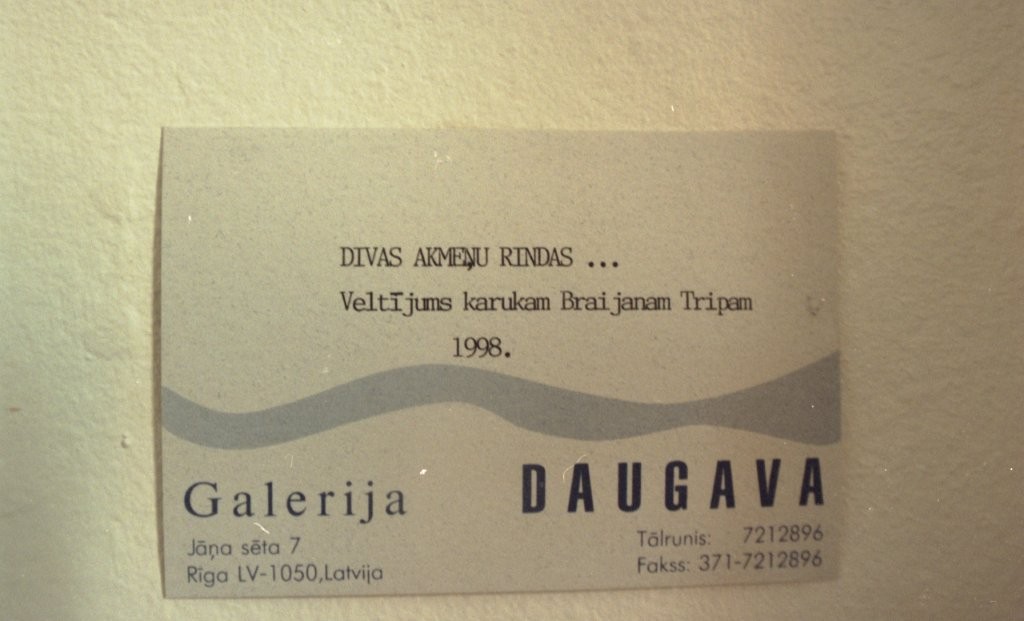 DIVAS AKMEŅU RINDAS ...
Veltījums karukam Braijanam Tripam
1998.
Galerija DAUGAVA
Jāņa sēta 7
Rīga LV-1050,Latvija
Tālrunis: 7212896
Fakss: 371-7212896